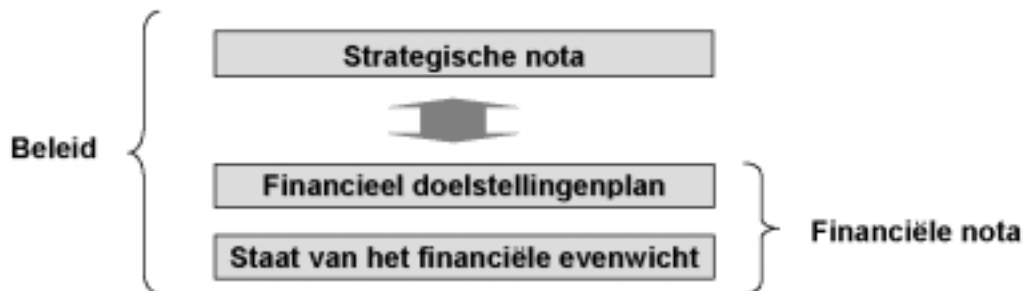 Strategische nota
Beleid
Financieel doelstellingenplan
Financiële nota
Staat van het financiële evenwicht